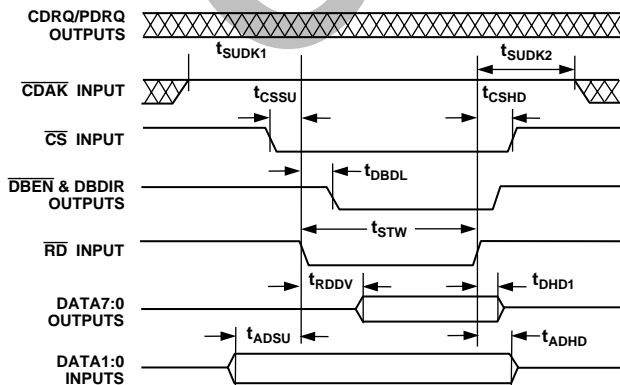 CDRQ/PDRQ
OUTPUTS
tSUDK1
tSUDK2
CDAK INPUT
tCSSU
tCSHD
CS INPUT
tDBDL
DBEN & DBDIR
OUTPUTS
tSTW
RD INPUT
tRDDV
tDHD1
DATA7:0
OUTPUTS
tADSU
tADHD
DATA1:0
INPUTS